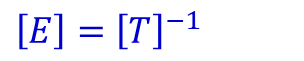 [E] = [T]⁻¹